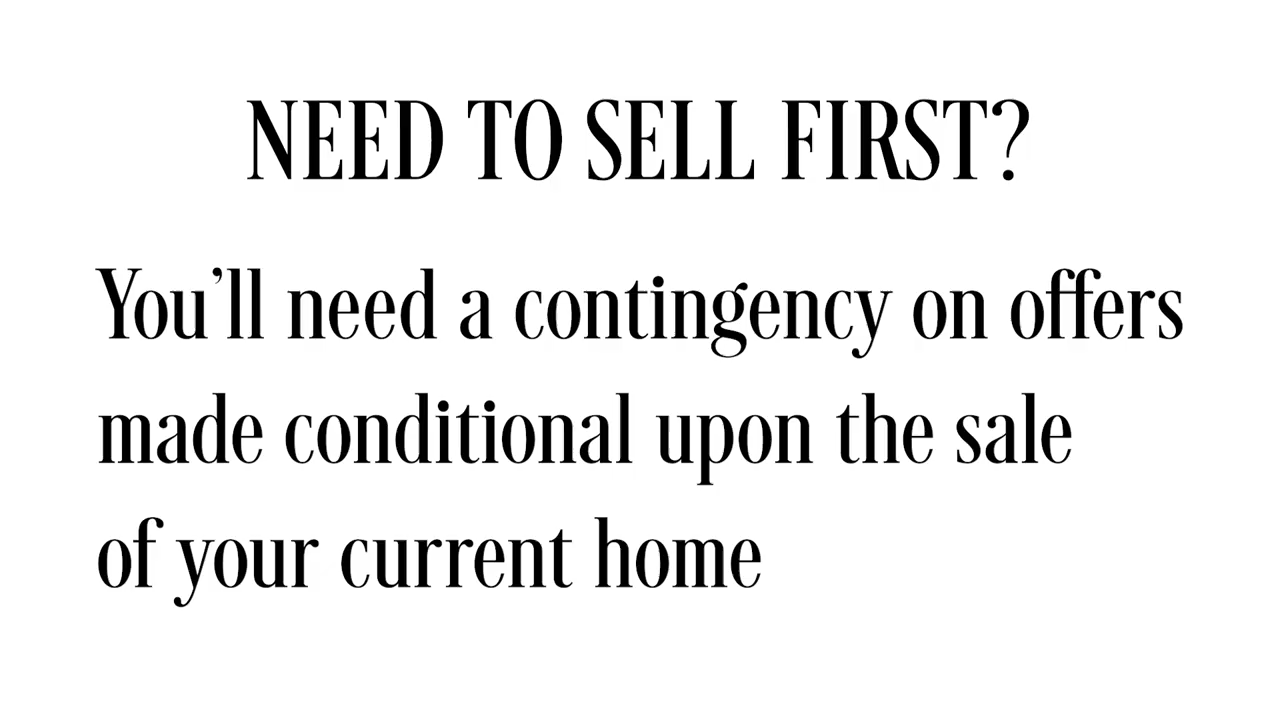 NEED TO SELL FIRST?
You’ll need a contingency on offers
made conditional upon the sale
of your current home